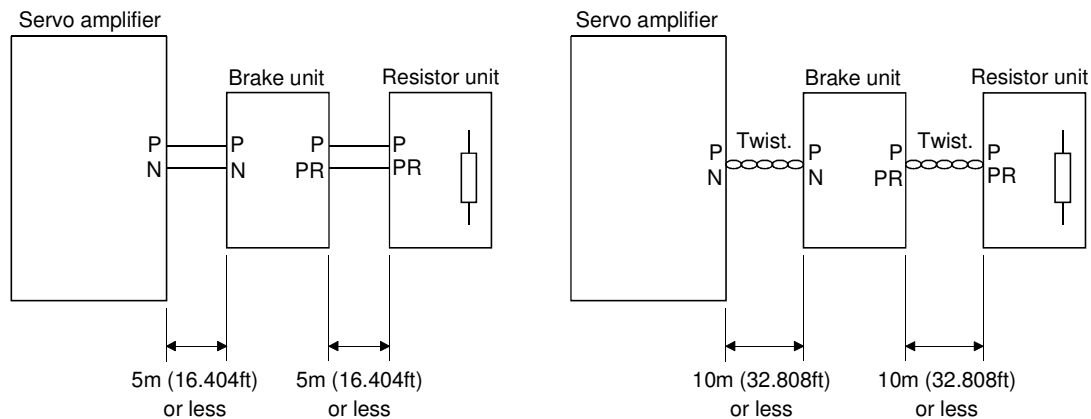 Servo amplifier
Brake unit
Resistor unit
P
P
P
P
N
N
PR
PR
5m (16.404ft)
or less
5m (16.404ft)
or less
Servo amplifier
Brake unit
Resistor unit
Twist.
Twist.
P
P
P
P
N
N
PR
PR
10m (32.808ft)
or less
10m (32.808ft)
or less